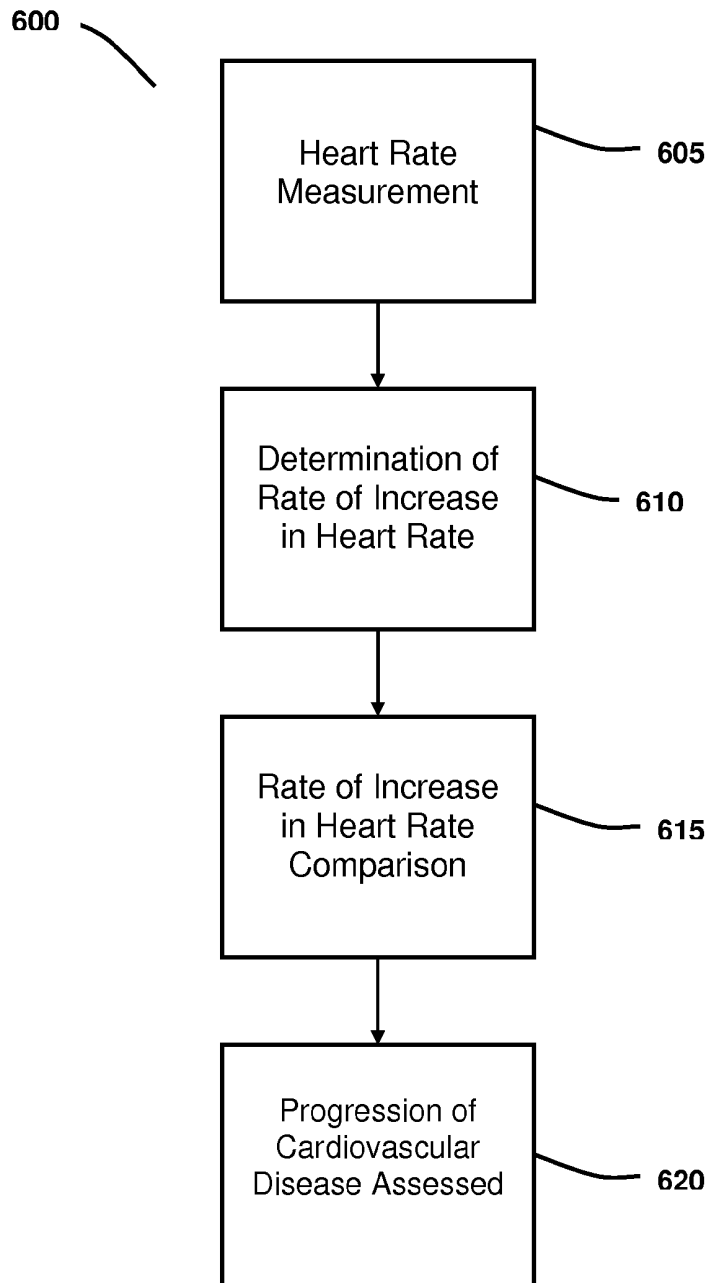 600
Heart Rate
Measurement
605
Determination of
Rate of Increase
in Heart Rate
610
Rate of Increase
in Heart Rate
Comparison
615
Progression of
Cardiovascular
Disease Assessed
620